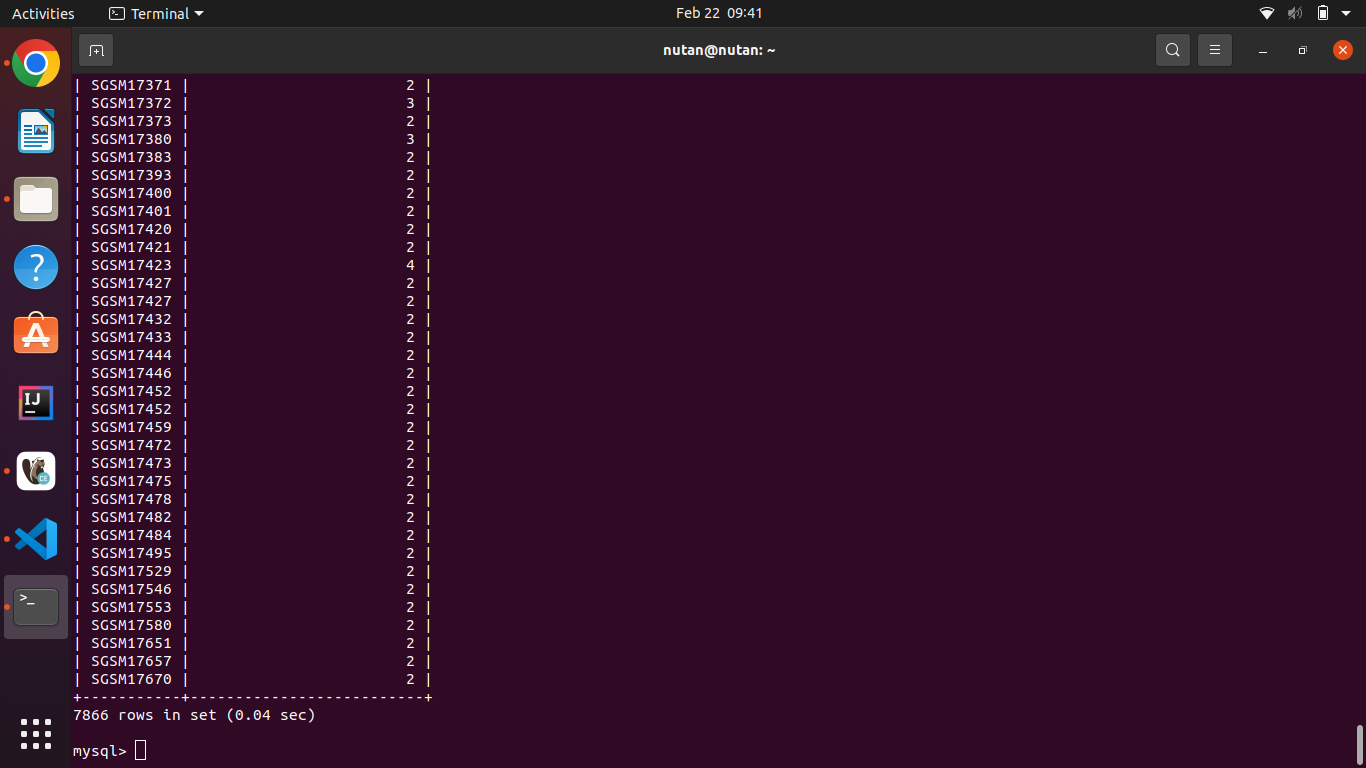 Activities
Terminal
Feb 22 09:41
nutan@nutan: ~
| SGSM17371 | 2 |
| SGSM17372 | 3 |
| SGSM17373 | 2 |
| SGSM17380 | 3 |
| SGSM17383 | 2 |
| SGSM17393 | 2 |
| SGSM17400 | 2 |
| SGSM17401 | 2 |
| SGSM17420 | 2 |
| SGSM17421 | 2 |
| SGSM17423 | 4 |
| SGSM17427 | 2 |
| SGSM17427 | 2 |
| SGSM17432 | 2 |
| SGSM17433 | 2 |
| SGSM17444 | 2 |
| SGSM17446 | 2 |
| SGSM17452 | 2 |
| SGSM17452 | 2 |
| SGSM17459 | 2 |
| SGSM17472 | 2 |
| SGSM17473 | 2 |
| SGSM17475 | 2 |
| SGSM17478 | 2 |
| SGSM17482 | 2 |
| SGSM17484 | 2 |
| SGSM17495 | 2 |
| SGSM17529 | 2 |
| SGSM17546 | 2 |
| SGSM17553 | 2 |
| SGSM17580 | 2 |
| SGSM17651 | 2 |
| SGSM17657 | 2 |
| SGSM17670 | 2 |
+-----------+--------------------------+
7866 rows in set (0.04 sec)
mysql>